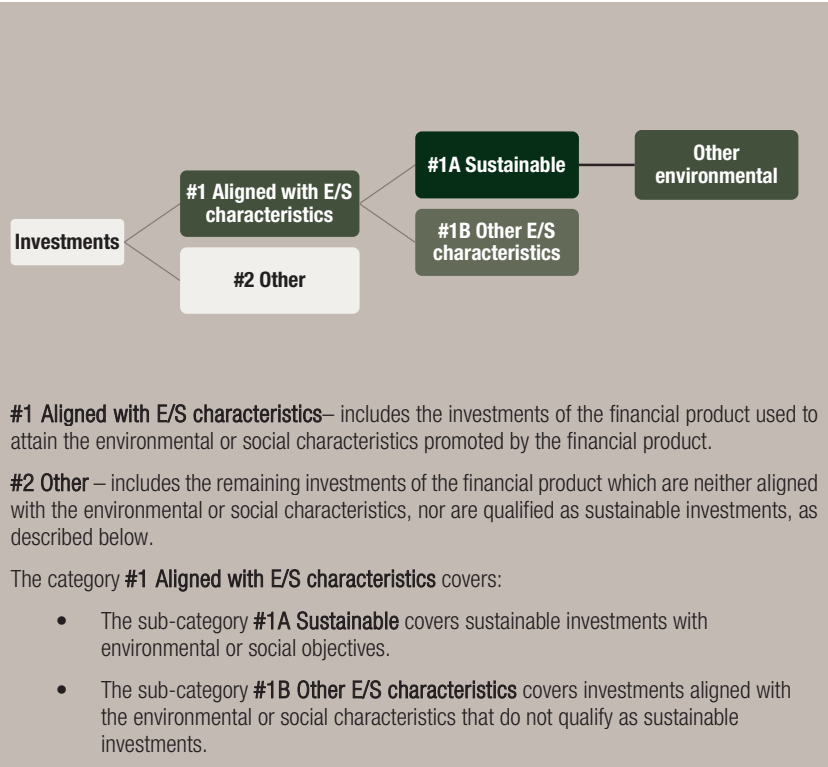 #1A Sustainable
Other
environmental
#1 Aligned with E/S
characteristics
#1B Other E/S
characteristics
Investments
#2 Other
#1 Aligned with E/S characteristics– includes the investments of the financial product used to
attain the environmental or social characteristics promoted by the financial product.
#2 Other – includes the remaining investments of the financial product which are neither aligned
with the environmental or social characteristics, nor are qualified as sustainable investments, as
described below.
The category #1 Aligned with E/S characteristics covers:
• The sub-category #1A Sustainable covers sustainable investments with
environmental or social objectives.
• The sub-category #1B Other E/S characteristics covers investments aligned with
the environmental or social characteristics that do not qualify as sustainable
investments.